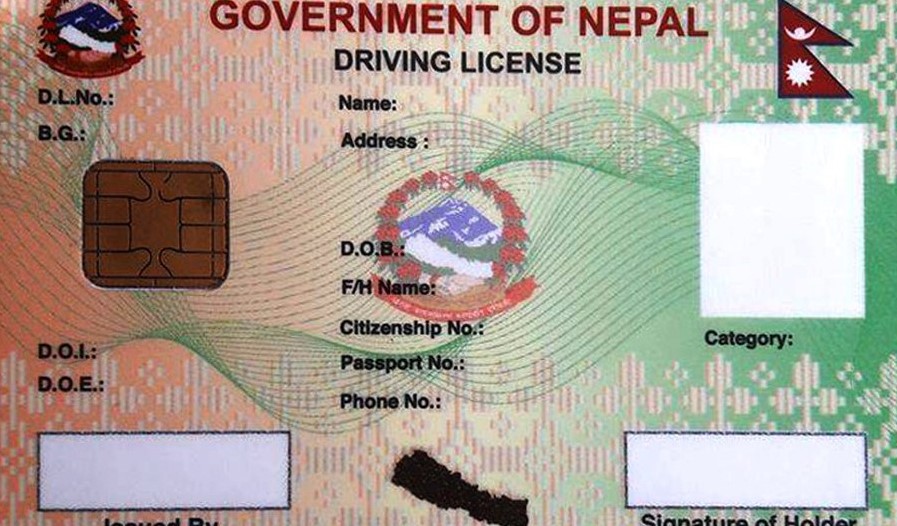 GOVERNMENT OF NEPAL
DRIVING LICENSE
D.L.No.:
B.G.:
Name:
Address :
D.O.B.:
F/H Name:
Citizenship No.:
Passport No.:
Phone No.:
D.O.I.:
D.O.E.:
Category:
Issued By
Signature of Holder